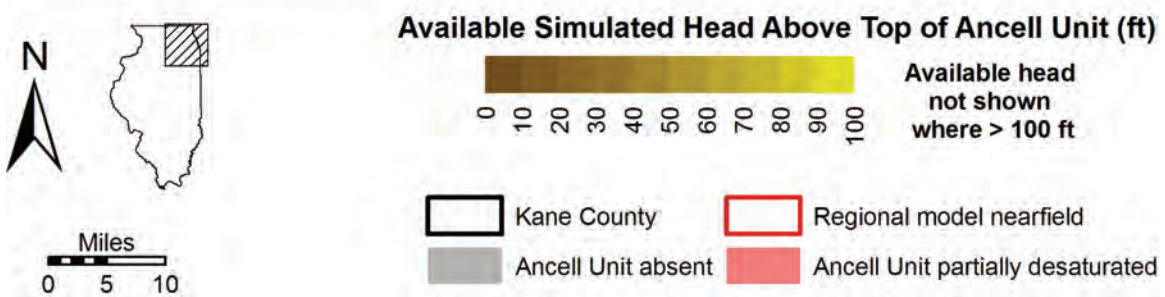 N
Miles
0 5 10
Available Simulated Head Above Top of Ancell Unit (ft)
0 10 20 30 40 50 60 70 80 90 100
Available head
not shown
where > 100 ft
Kane County
Regional model nearfield
Ancell Unit absent
Ancell Unit partially desaturated